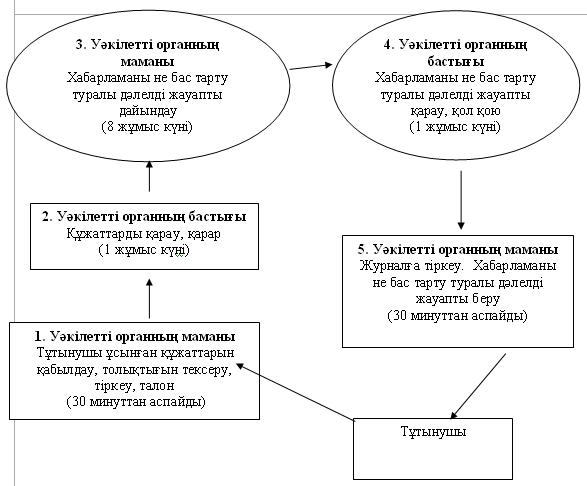 3. Уәкілетті органның
маманы
Хабарламаны не бас тарту
туралы дәлелді жауапты
дайындау
(8 жұмыс күні)
4. Уәкілетті органның
бастығы
Хабарламаны не бас тарту
туралы дәлелді жауапты
қарау, қол қою
(1 жұмыс күні)
2. Уәкілетті органның бастығы
Құжаттарды қарау, қарар
(1 жұмыс күні)
5. Уәкілетті органның маманы
Журналға тіркеу. Хабарламаны
не бас тарту туралы дәлелді
жауапты беру
(30 минуттан аспайды)
1. Уәкілетті органның маманы
Тұтынушы ұсынған құжаттарын
қабылдау, толықтығын тексеру,
тіркеу, талон
(30 минуттан аспайды)
Тұтынушы